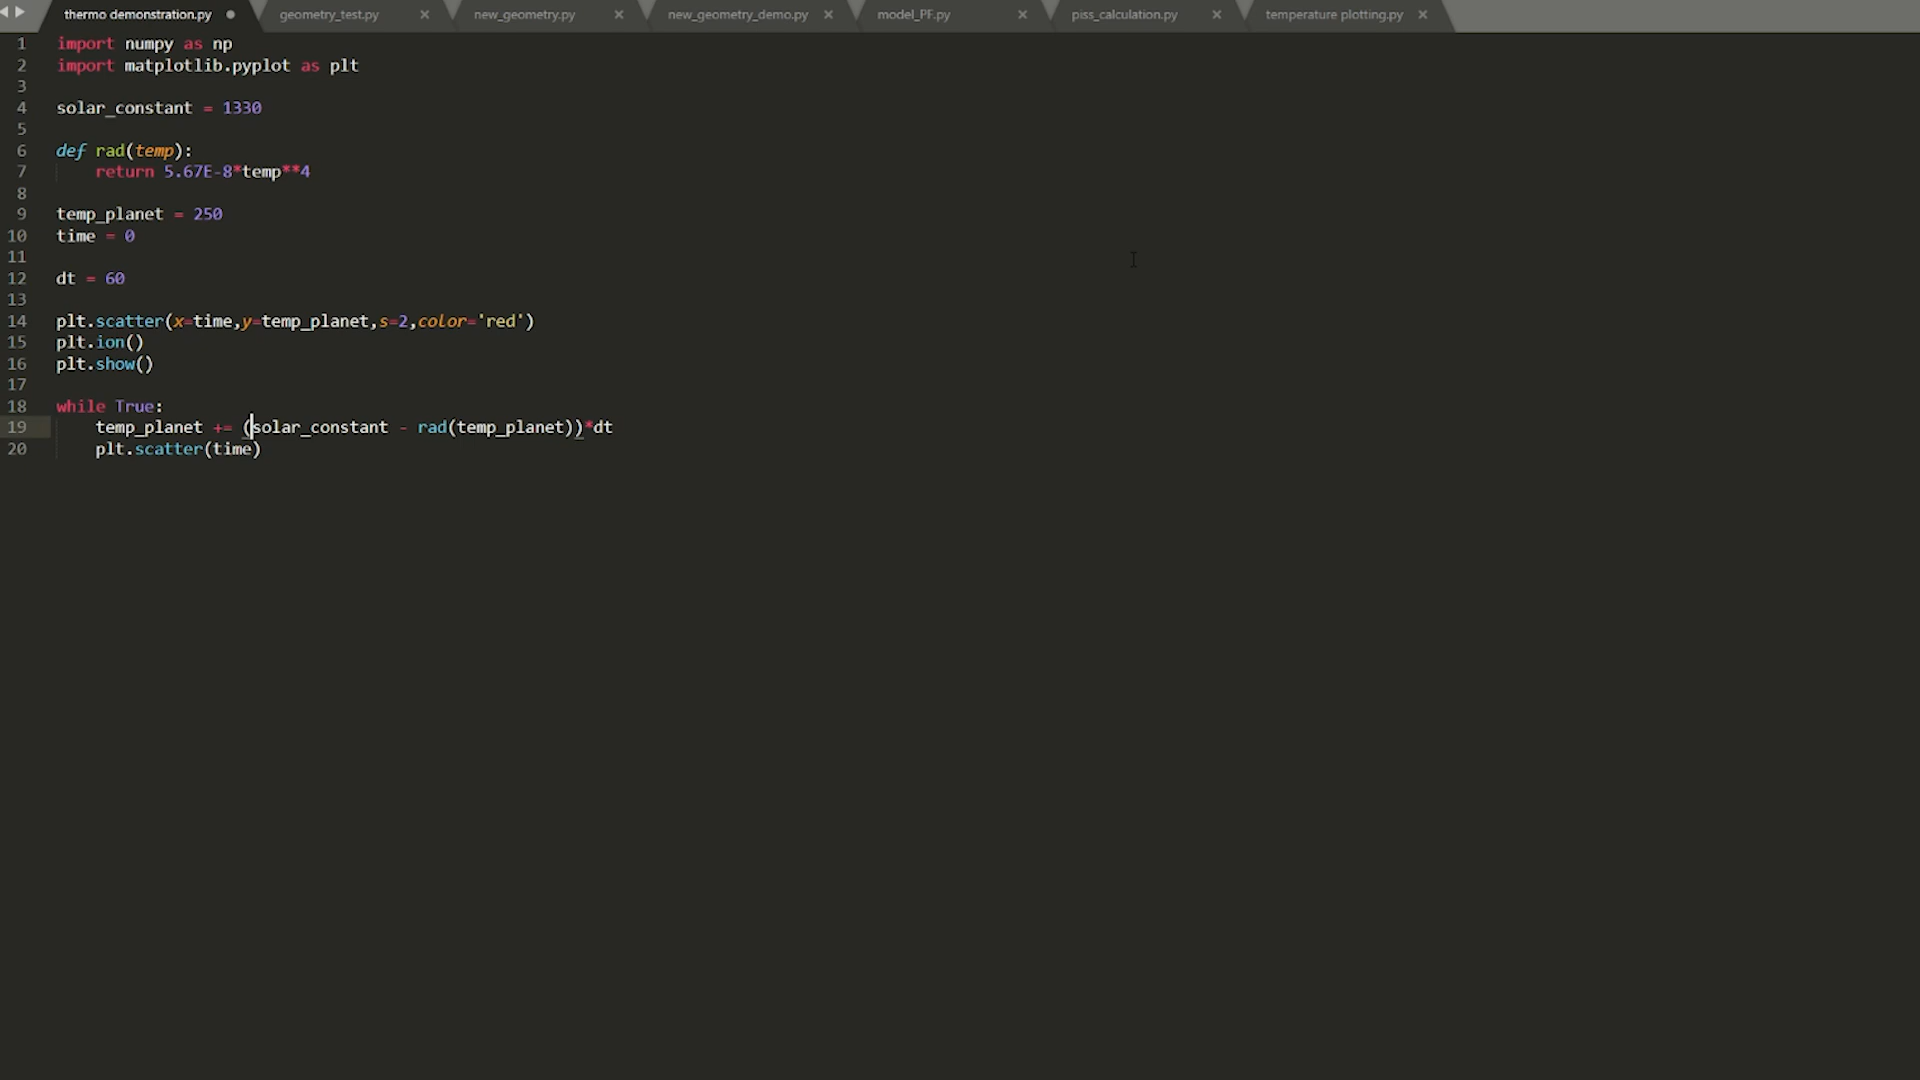 thermo demonstration.py geometry_test.py new_geometry.py new_geometry_demo.py model_PF.py piss_calculation.py temperature plotting.py
1 import numpy as np
2 import matplotlib.pyplot as plt
3
4 solar_constant = 1330
5
6 def rad(temp):
7 return 5.67E-8*temp**4
8
9 temp_planet = 250
10 time = 0
11
12 dt = 60
13
14 plt.scatter(x=time,y=temp_planet,s=2,color='red')
15 plt.ion()
16 plt.show()
17
18 while True:
19 temp_planet += (solar_constant - rad(temp_planet))*dt
20 plt.scatter(time)